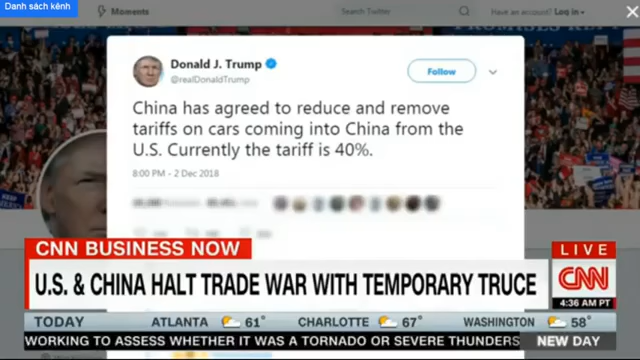 Danh sách kênh
Moments
Search Twitter
Have an account? Log in
Donald J. Trump
@realDonaldTrump
Follow
China has agreed to reduce and remove
tariffs on cars coming into China from the
U.S. Currently the tariff is 40%.
8:00 PM - 2 Dec 2018
CNN BUSINESS NOW
LIVE
U.S. & CHINA HALT TRADE WAR WITH TEMPORARY TRUCE
CNN
4:36 AM PT
TODAY ATLANTA 61° CHARLOTTE 67° WASHINGTON 58°
WORKING TO ASSESS WHETHER IT WAS A TORNADO OR SEVERE THUNDERS
NEW DAY